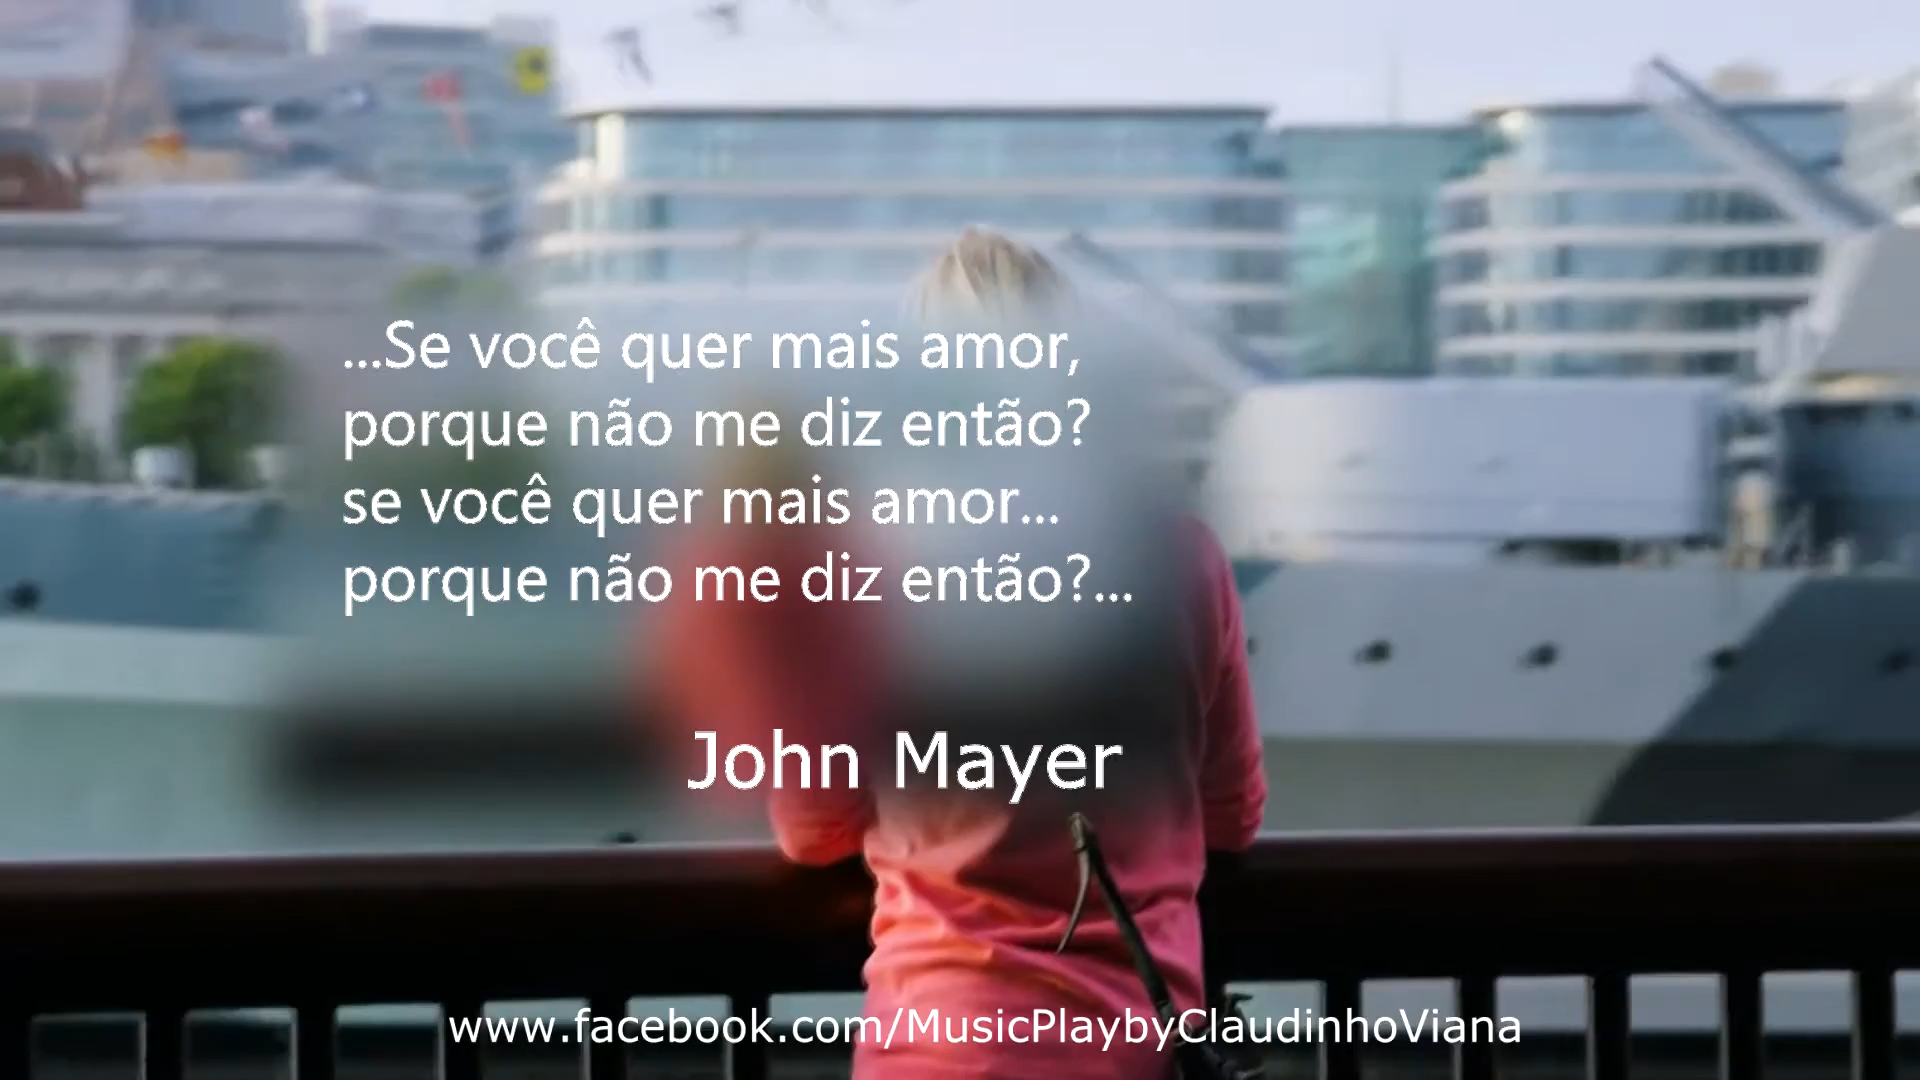 ...Se você quer mais amor,
porque não me diz então?
se você quer mais amor...
porque não me diz então?...
John Mayer
www.facebook.com/MusicPlaybyClaudinhoViana